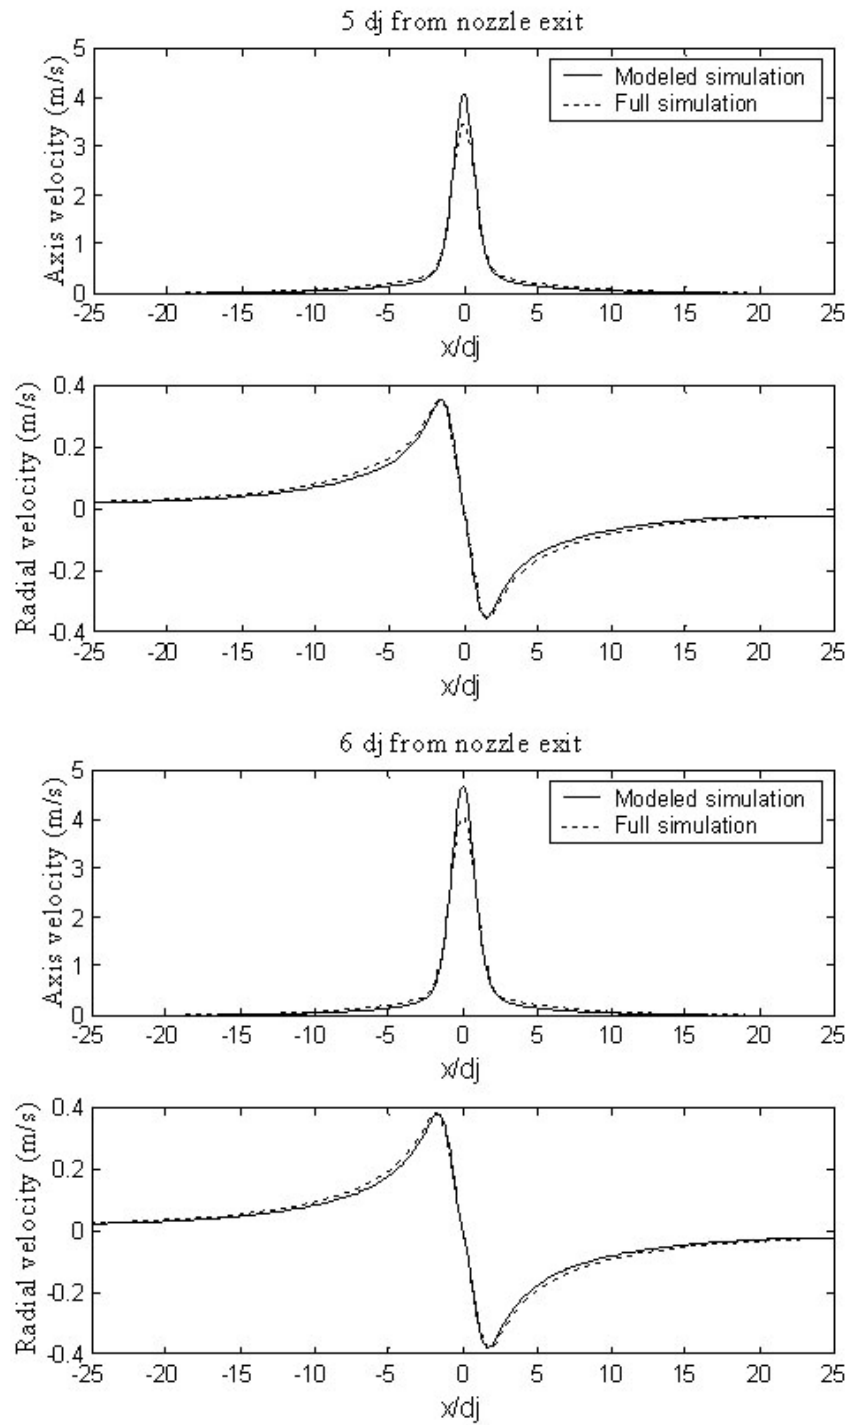 5 dj from nozzle exit
Axis velocity (m/s)
5
4
3
2
1
0
Modeled simulation
Full simulation
-25 -20 -15 -10 -5 0 5 10 15 20 25
x/dj
Radial velocity (m/s)
0.4
0.2
0
-0.2
-0.4
-25 -20 -15 -10 -5 0 5 10 15 20 25
x/dj
6 dj from nozzle exit
Axis velocity (m/s)
5
4
3
2
1
0
Modeled simulation
Full simulation
-25 -20 -15 -10 -5 0 5 10 15 20 25
x/dj
Radial velocity (m/s)
0.4
0.2
0
-0.2
-0.4
-25 -20 -15 -10 -5 0 5 10 15 20 25
x/dj